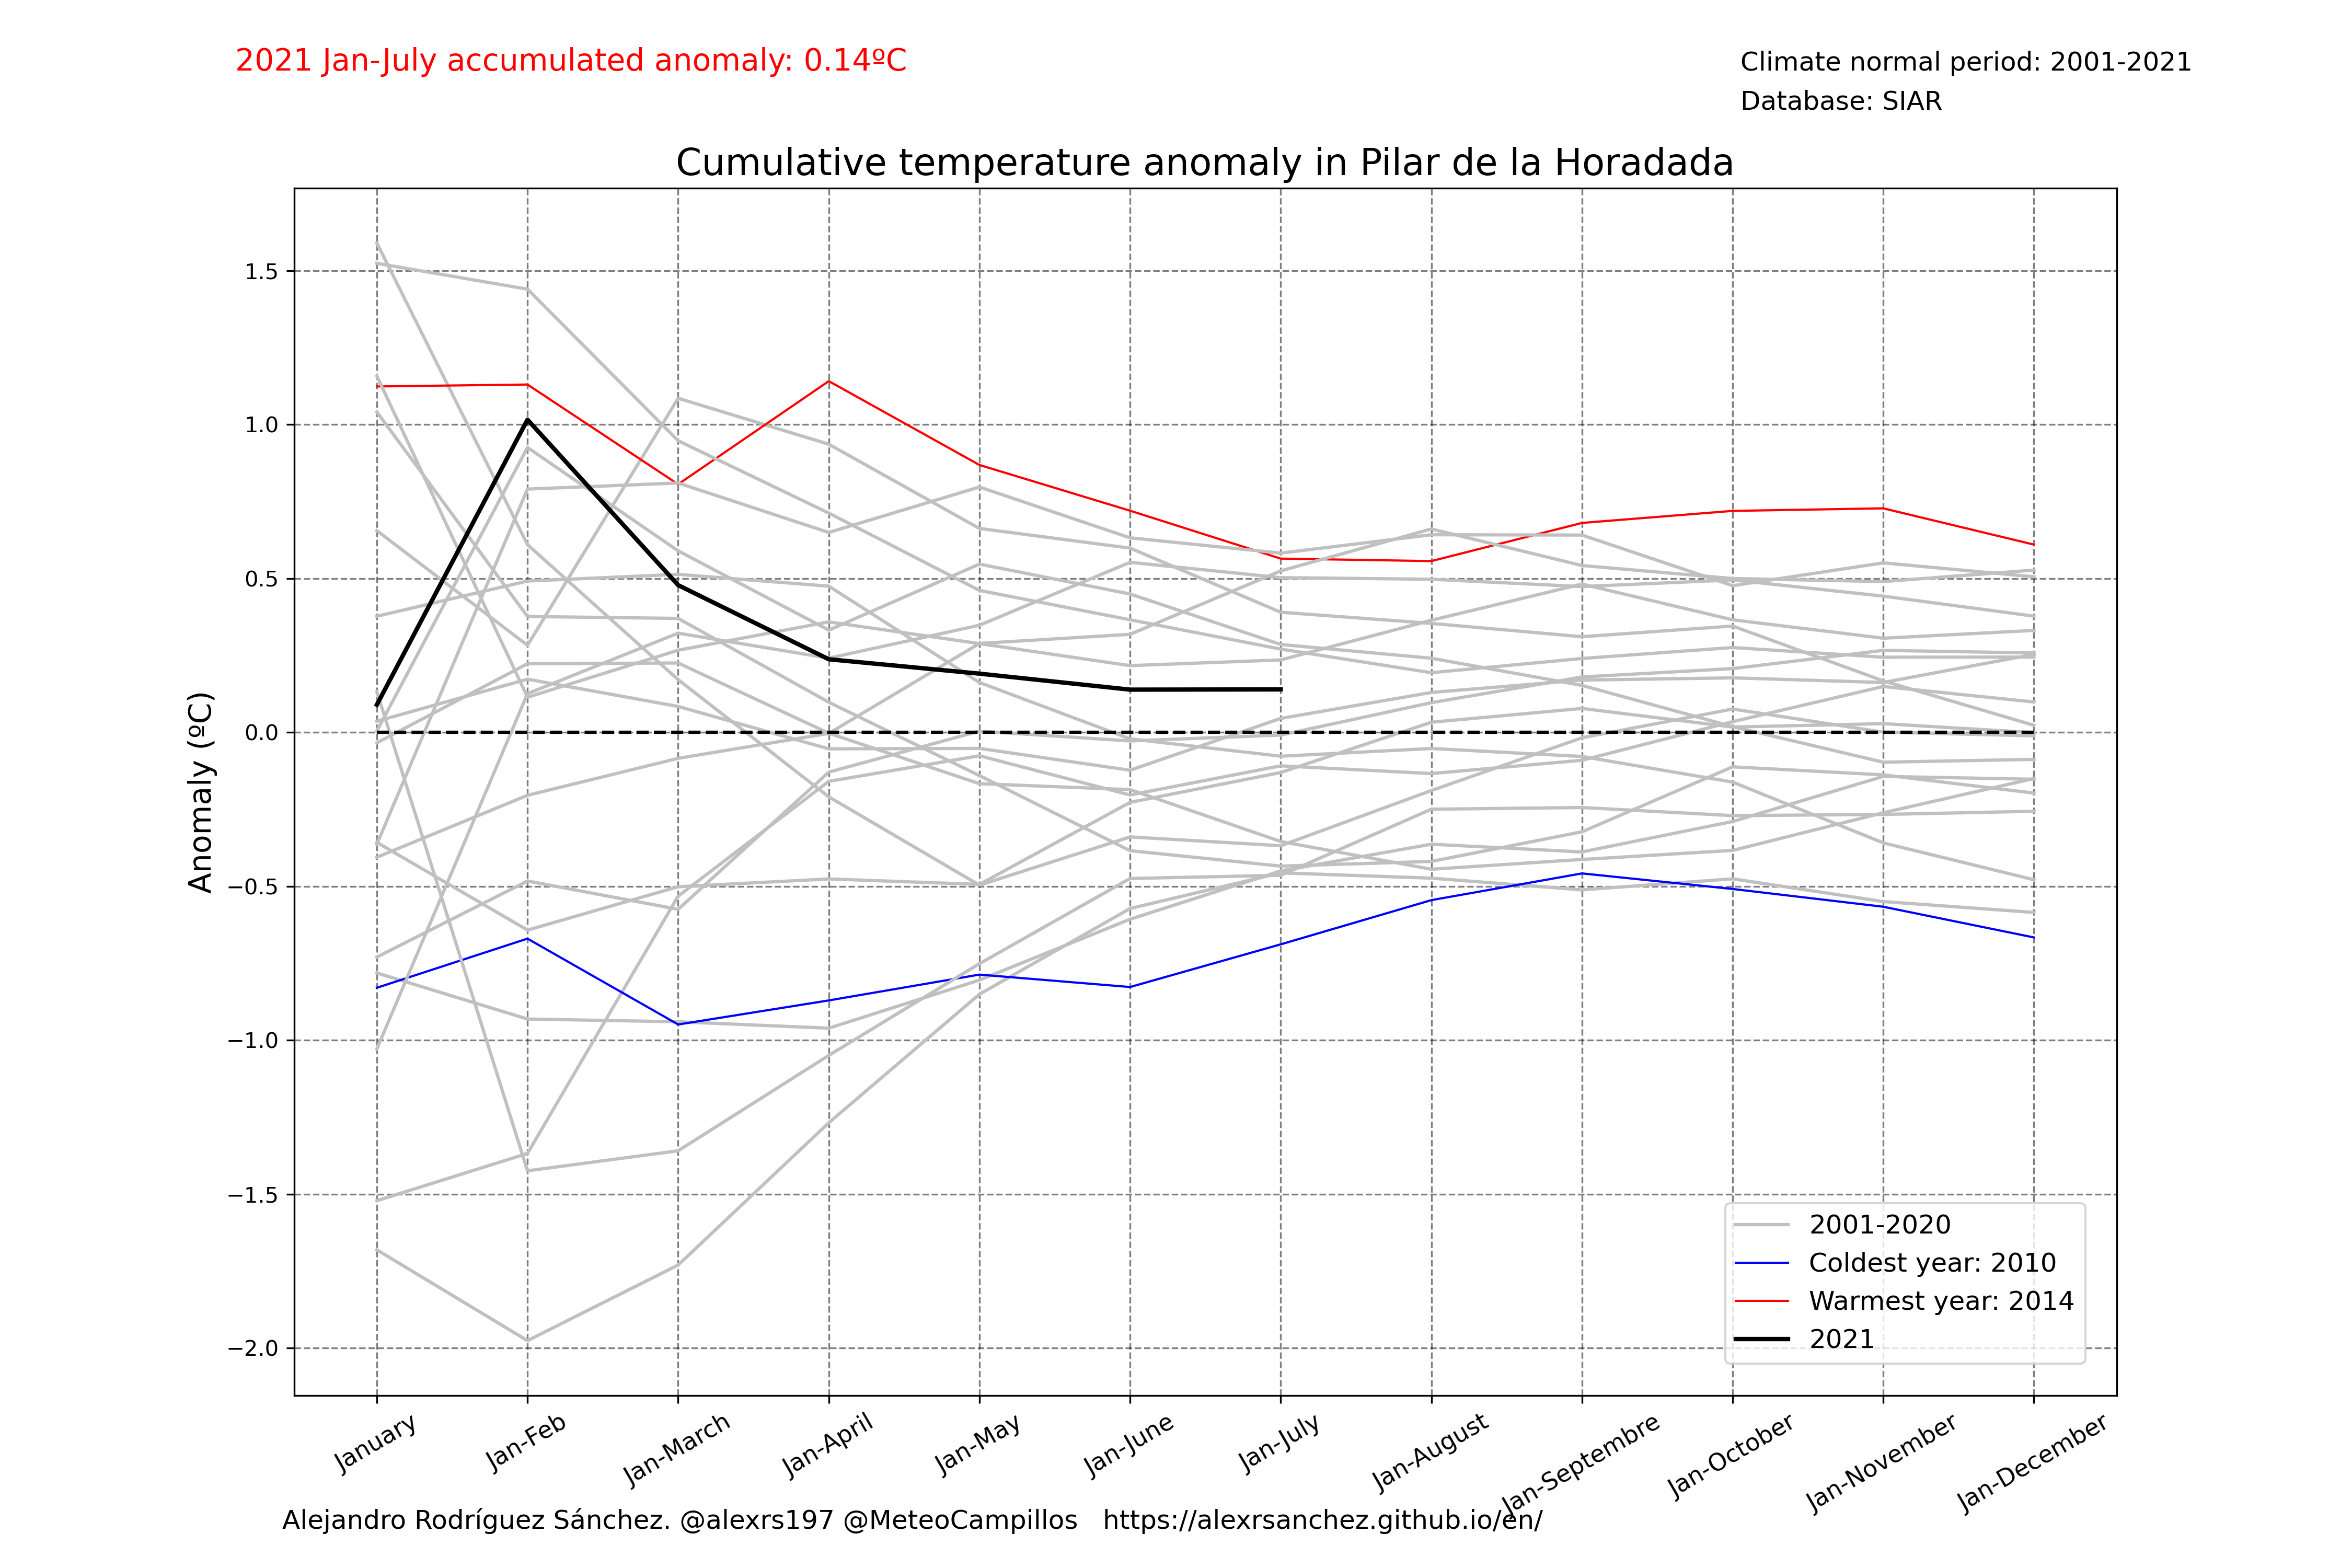 2021 Jan-July accumulated anomaly: 0.14ºC
Climate normal period: 2001-2021
Database: SIAR
Cumulative temperature anomaly in Pilar de la Horadada
Anomaly (ºC)
1.5
1.0
0.5
0.0
−0.5
−1.0
−1.5
−2.0
2001-2020
Coldest year: 2010
Warmest year: 2014
2021
January
Jan-Feb
Jan-March
Jan-April
Jan-May
Jan-June
Jan-July
Jan-August
Jan-Septembre
Jan-October
Jan-November
Jan-December
Alejandro Rodríguez Sánchez. @alexrs197 @MeteoCampillos   https://alexrsanchez.github.io/en/